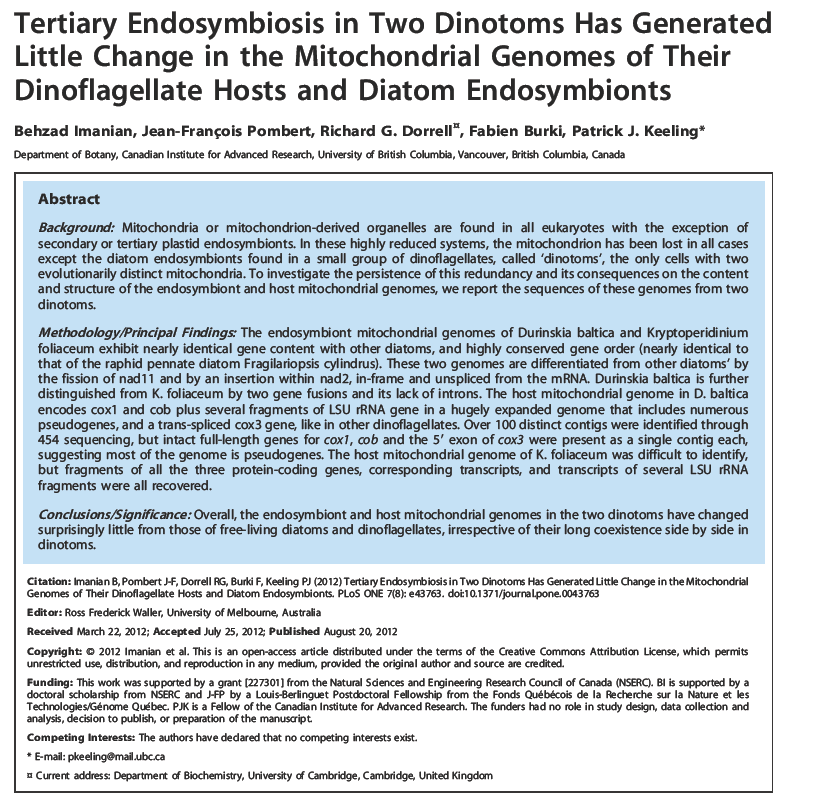 Tertiary Endosymbiosis in Two Dinotoms Has Generated
Little Change in the Mitochondrial Genomes of Their
Dinoflagellate Hosts and Diatom Endosymbionts
Behzad Imanian, Jean-François Pombert, Richard G. Dorrell¤, Fabien Burki, Patrick J. Keeling*
Department of Botany, Canadian Institute for Advanced Research, University of British Columbia, Vancouver, British Columbia, Canada
Abstract
Background: Mitochondria or mitochondrion-derived organelles are found in all eukaryotes with the exception of
secondary or tertiary plastid endosymbionts. In these highly reduced systems, the mitochondrion has been lost in all cases
except the diatom endosymbionts found in a small group of dinoflagellates, called ‘dinotoms’, the only cells with two
evolutionarily distinct mitochondria. To investigate the persistence of this redundancy and its consequences on the content
and structure of the endosymbiont and host mitochondrial genomes, we report the sequences of these genomes from two
dinotoms.
Methodology/Principal Findings: The endosymbiont mitochondrial genomes of Durinskia baltica and Kryptoperidinium
foliaceum exhibit nearly identical gene content with other diatoms, and highly conserved gene order (nearly identical to
that of the raphid pennate diatom Fragilariopsis cylindrus). These two genomes are differentiated from other diatoms’ by
the fission of nad11 and by an insertion within nad2, in-frame and unspliced from the mRNA. Durinskia baltica is further
distinguished from K. foliaceum by two gene fusions and its lack of introns. The host mitochondrial genome in D. baltica
encodes cox1 and cob plus several fragments of LSU rRNA gene in a hugely expanded genome that includes numerous
pseudogenes, and a trans-spliced cox3 gene, like in other dinoflagellates. Over 100 distinct contigs were identified through
454 sequencing, but intact full-length genes for cox1, cob and the 5′ exon of cox3 were present as a single contig each,
suggesting most of the genome is pseudogenes. The host mitochondrial genome of K. foliaceum was difficult to identify,
but fragments of all the three protein-coding genes, corresponding transcripts, and transcripts of several LSU rRNA
fragments were all recovered.
Conclusions/Significance: Overall, the endosymbiont and host mitochondrial genomes in the two dinotoms have changed
surprisingly little from those of free-living diatoms and dinoflagellates, irrespective of their long coexistence side by side in
dinotoms.
Citation: Imanian B, Pombert J-F, Dorrell RG, Burki F, Keeling PJ (2012) Tertiary Endosymbiosis in Two Dinotoms Has Generated Little Change in the Mitochondrial
Genomes of Their Dinoflagellate Hosts and Diatom Endosymbionts. PLoS ONE 7(8): e43763. doi:10.1371/journal.pone.0043763
Editor: Ross Frederick Waller, University of Melbourne, Australia
Received March 22, 2012; Accepted July 25, 2012; Published August 20, 2012
Copyright: © 2012 Imanian et al. This is an open-access article distributed under the terms of the Creative Commons Attribution License, which permits
unrestricted use, distribution, and reproduction in any medium, provided the original author and source are credited.
Funding: This work was supported by a grant [227301] from the Natural Sciences and Engineering Research Council of Canada (NSERC). BI is supported by a
doctoral scholarship from NSERC and J-FP by a Louis-Berlinguet Postdoctoral Fellowship from the Fonds Québécois de la Recherche sur la Nature et les
Technologies/Génome Québec. PJK is a Fellow of the Canadian Institute for Advanced Research. The funders had no role in study design, data collection and
analysis, decision to publish, or preparation of the manuscript.
Competing Interests: The authors have declared that no competing interests exist.
* E-mail: pkeeling@mail.ubc.ca
¤ Current address: Department of Biochemistry, University of Cambridge, Cambridge, United Kingdom